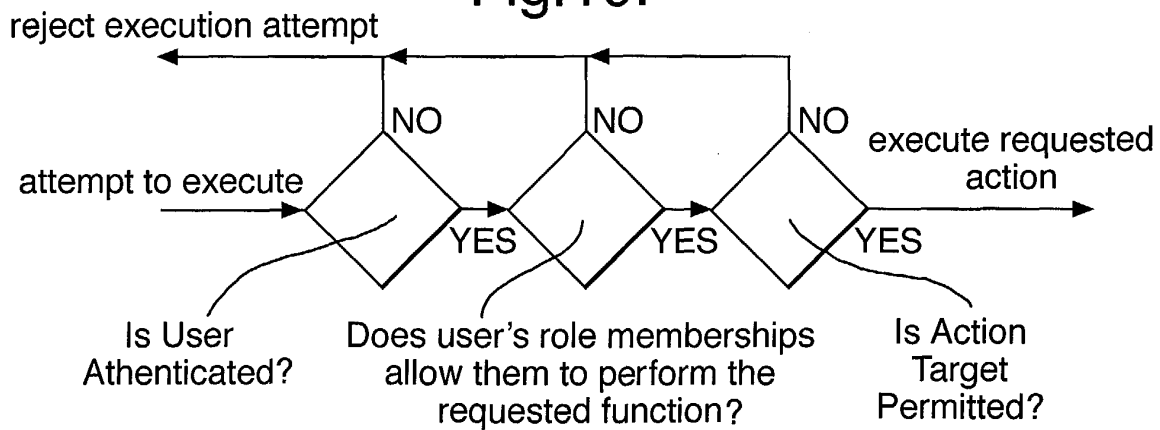 reject execution attempt
NO
NO
NO
attempt to execute
execute requested
action
YES
YES
YES
Is User
Athenticated?
Does user's role memberships
allow them to perform the
requested function?
Is Action
Target
Permitted?